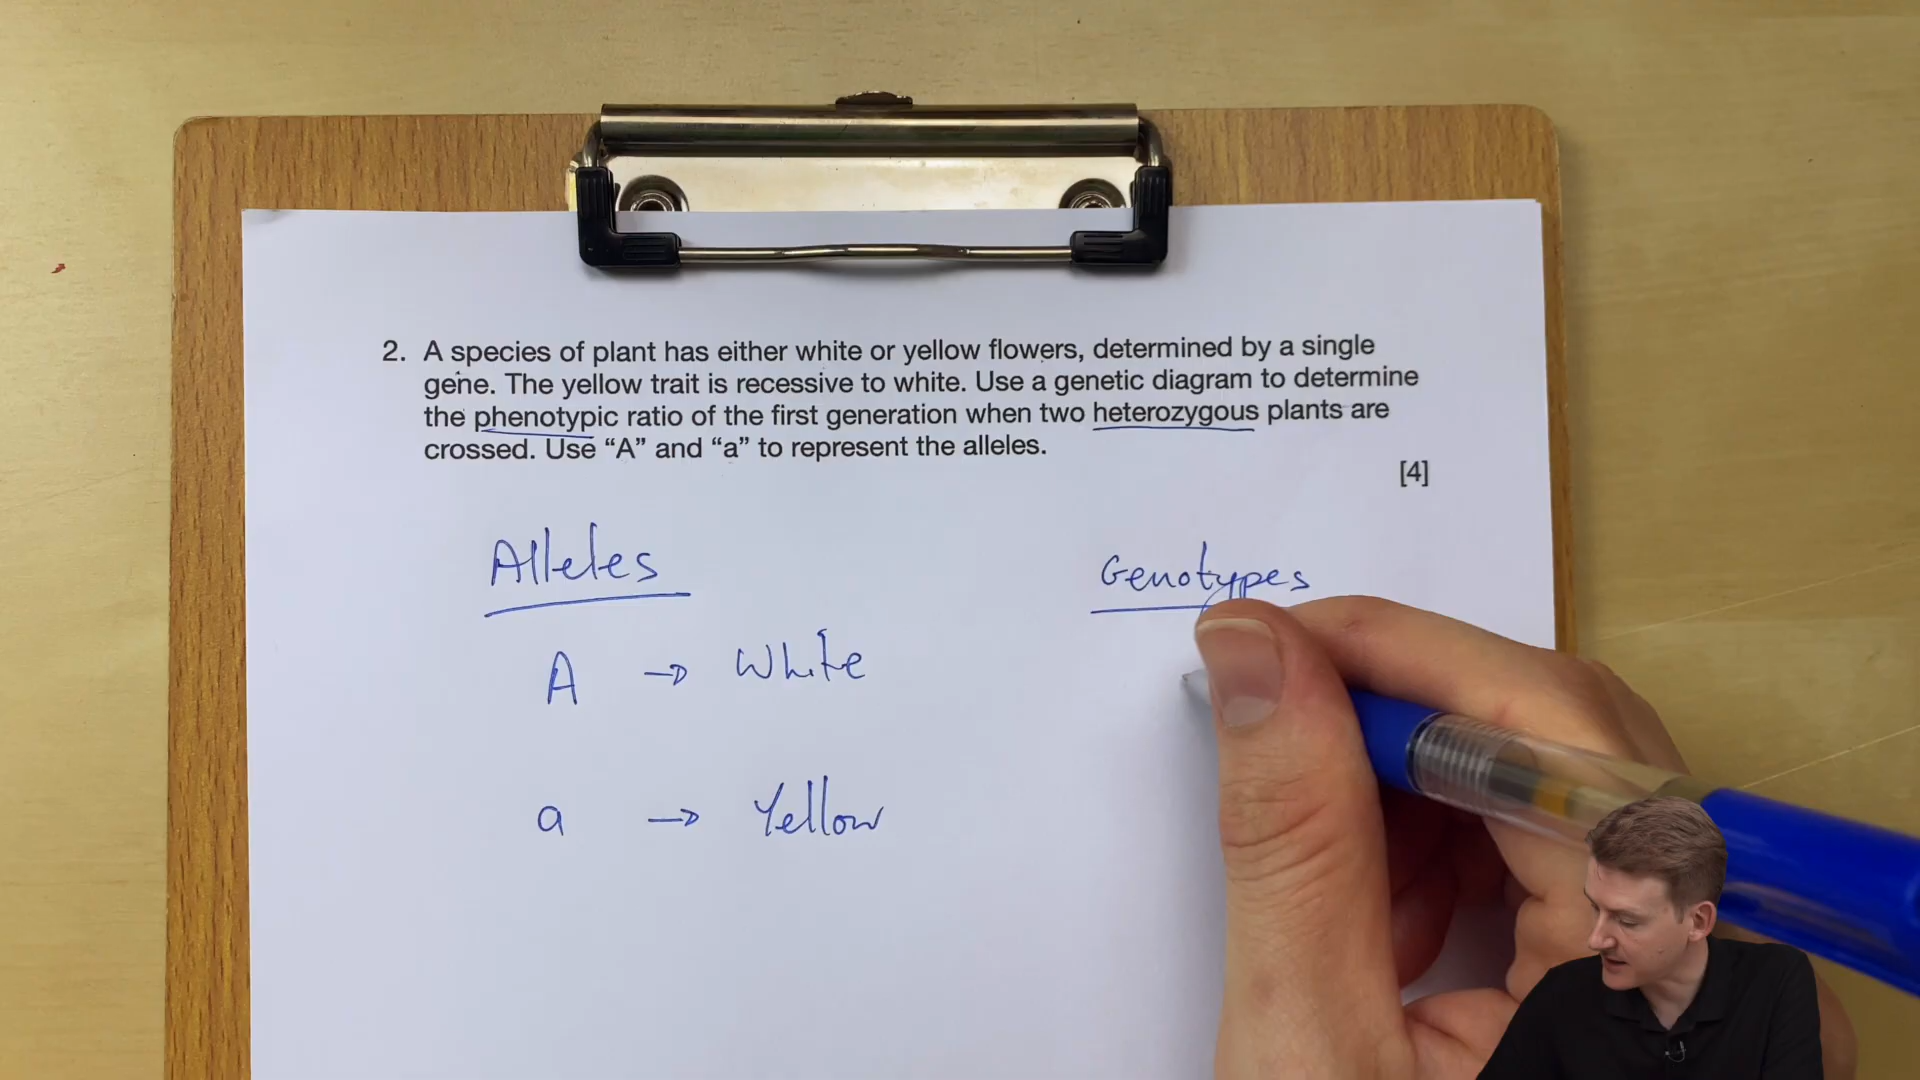 2. A species of plant has either white or yellow flowers, determined by a single
gene. The yellow trait is recessive to white. Use a genetic diagram to determine
the phenotypic ratio of the first generation when two heterozygous plants are
crossed. Use “A” and “a” to represent the alleles.
[4]
Alleles
Genotypes
A → White
a → Yellow